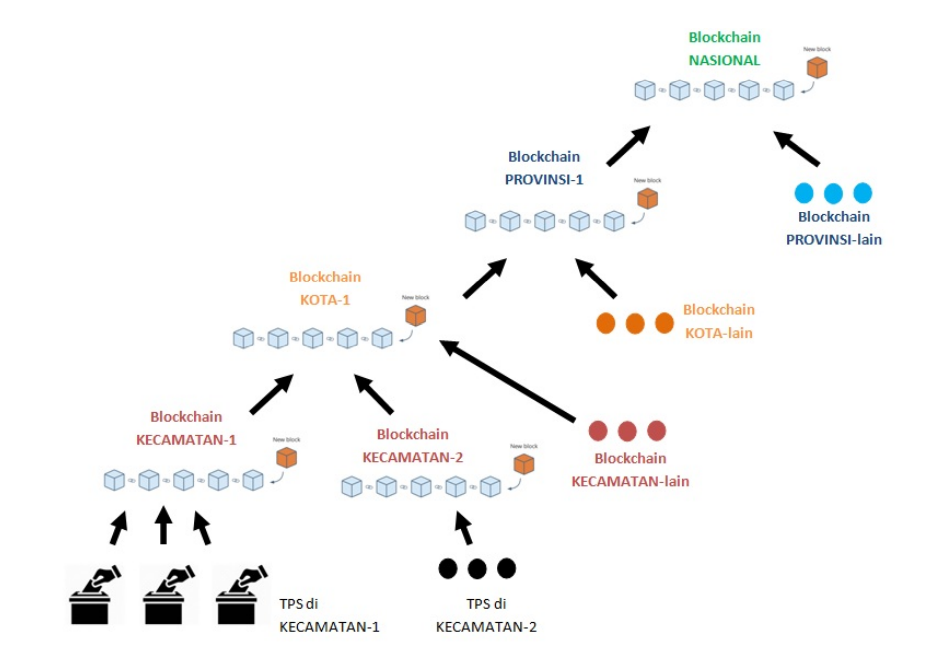 Blockchain
NASIONAL
New block
Blockchain
PROVINSI-1
New block
Blockchain
PROVINSI-lain
Blockchain
KOTA-1
New block
Blockchain
KOTA-lain
Blockchain
KECAMATAN-1
New block
Blockchain
KECAMATAN-2
New block
Blockchain
KECAMATAN-lain
TPS di
KECAMATAN-1
TPS di
KECAMATAN-2